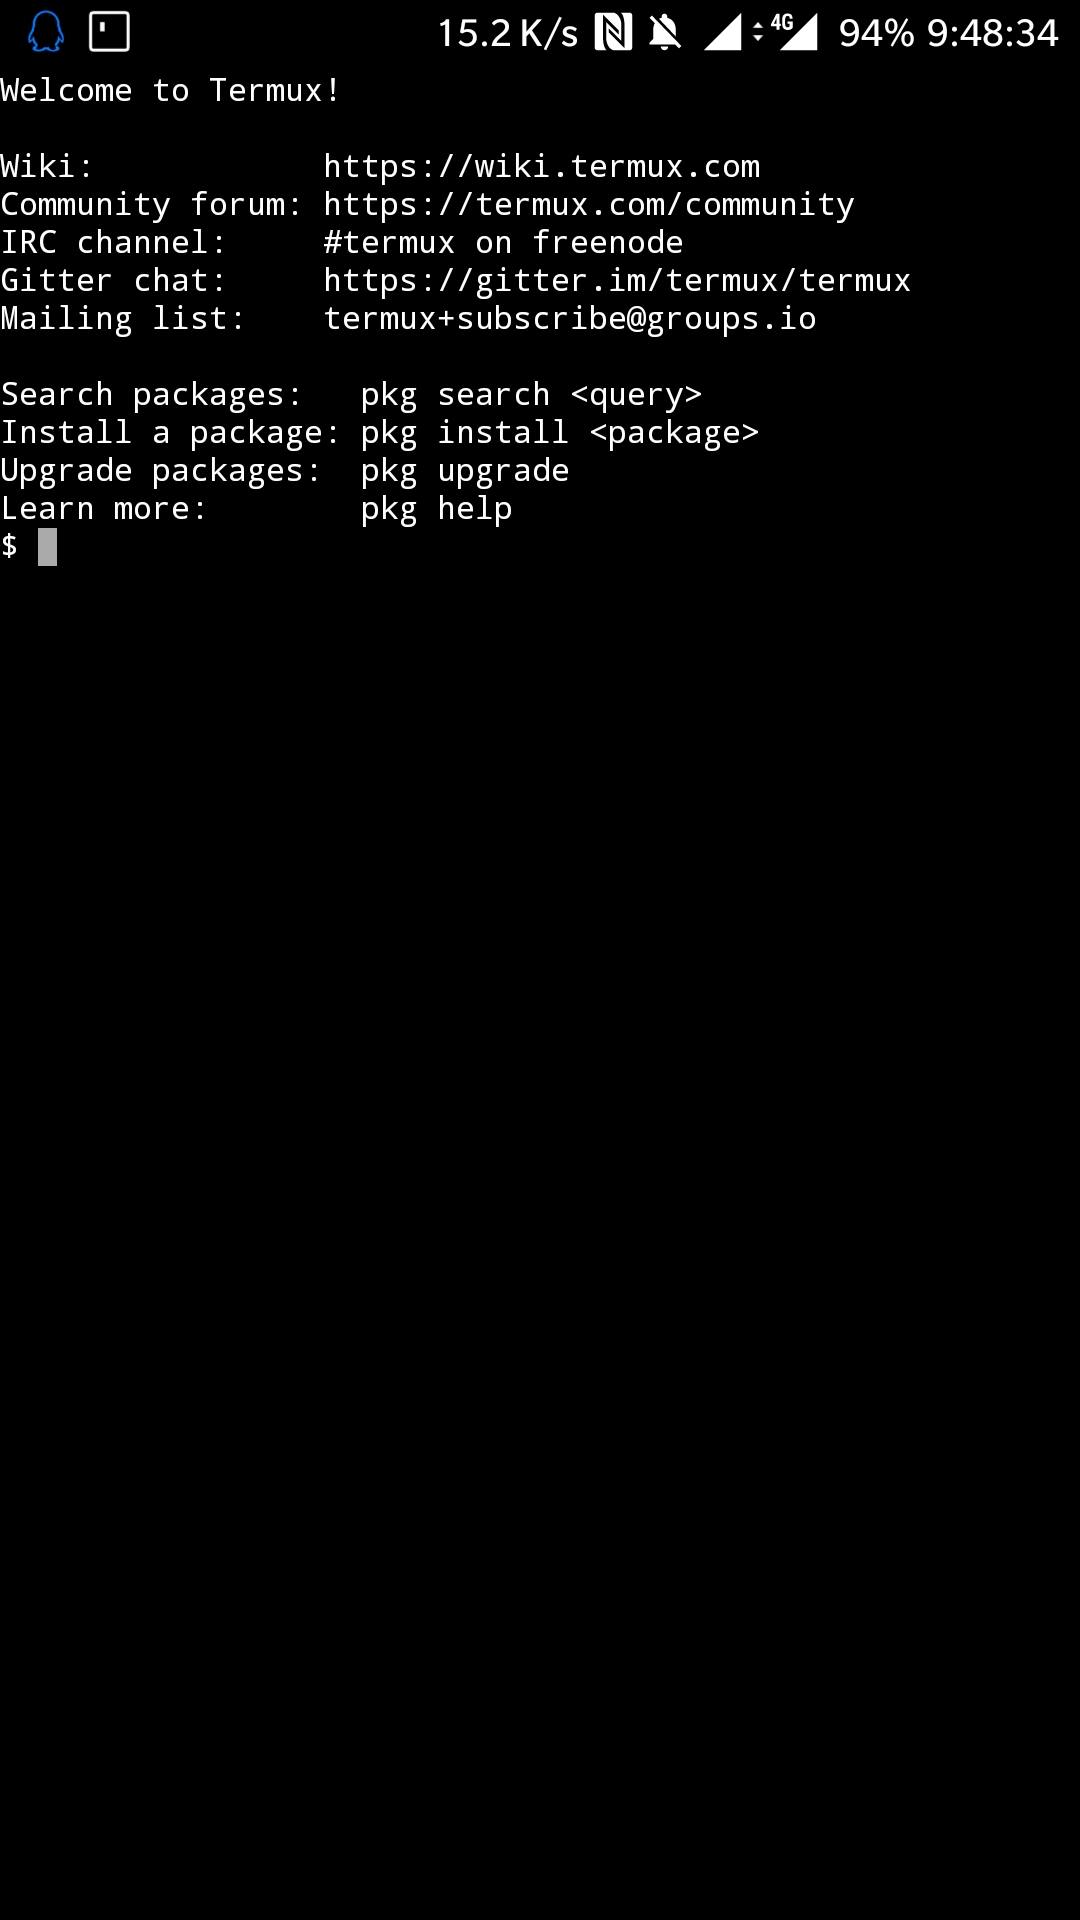 15.2 K/s 4G 94% 9:48:34
Welcome to Termux!
Wiki: https://wiki.termux.com
Community forum: https://termux.com/community
IRC channel: #termux on freenode
Gitter chat: https://gitter.im/termux/termux
Mailing list: termux+subscribe@groups.io
Search packages: pkg search <query>
Install a package: pkg install <package>
Upgrade packages: pkg upgrade
Learn more: pkg help
$